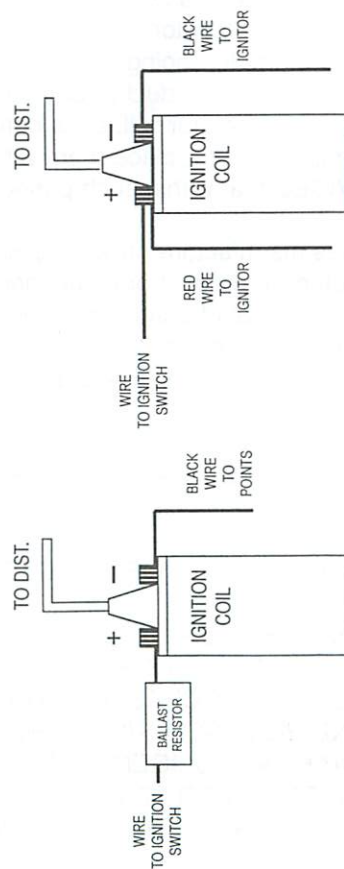 TO DIST.
+
−
WIRE
TO IGNITION
SWITCH
BALLAST
RESISTOR
IGNITION
COIL
BLACK
WIRE
TO
POINTS
TO DIST.
+
−
WIRE
TO IGNITION
SWITCH
RED
WIRE
TO
IGNITOR
IGNITION
COIL
BLACK
WIRE
TO
IGNITOR